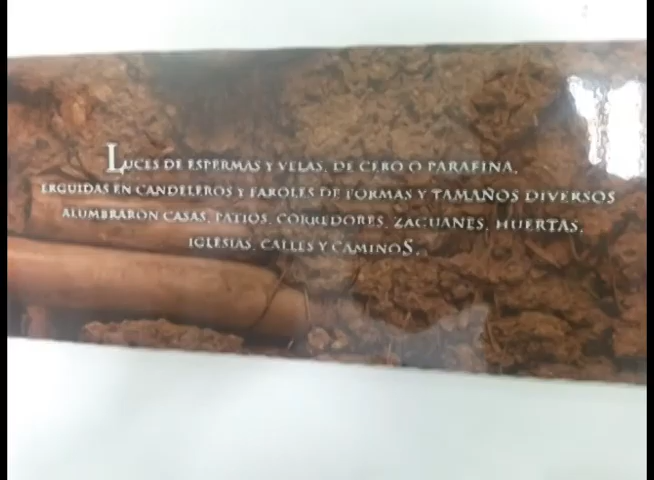 LUCES DE ESPERMAS Y VELAS, DE CERO O PARAFINA,
ERGUIDAS EN CANDELEROS Y FAROLES DE FORMAS Y TAMAÑOS DIVERSOS
ALUMBRARON CASAS, PATIOS, CORREDORES, ZAGUANES, HUERTAS,
IGLESIAS, CALLES Y CAMINOS.